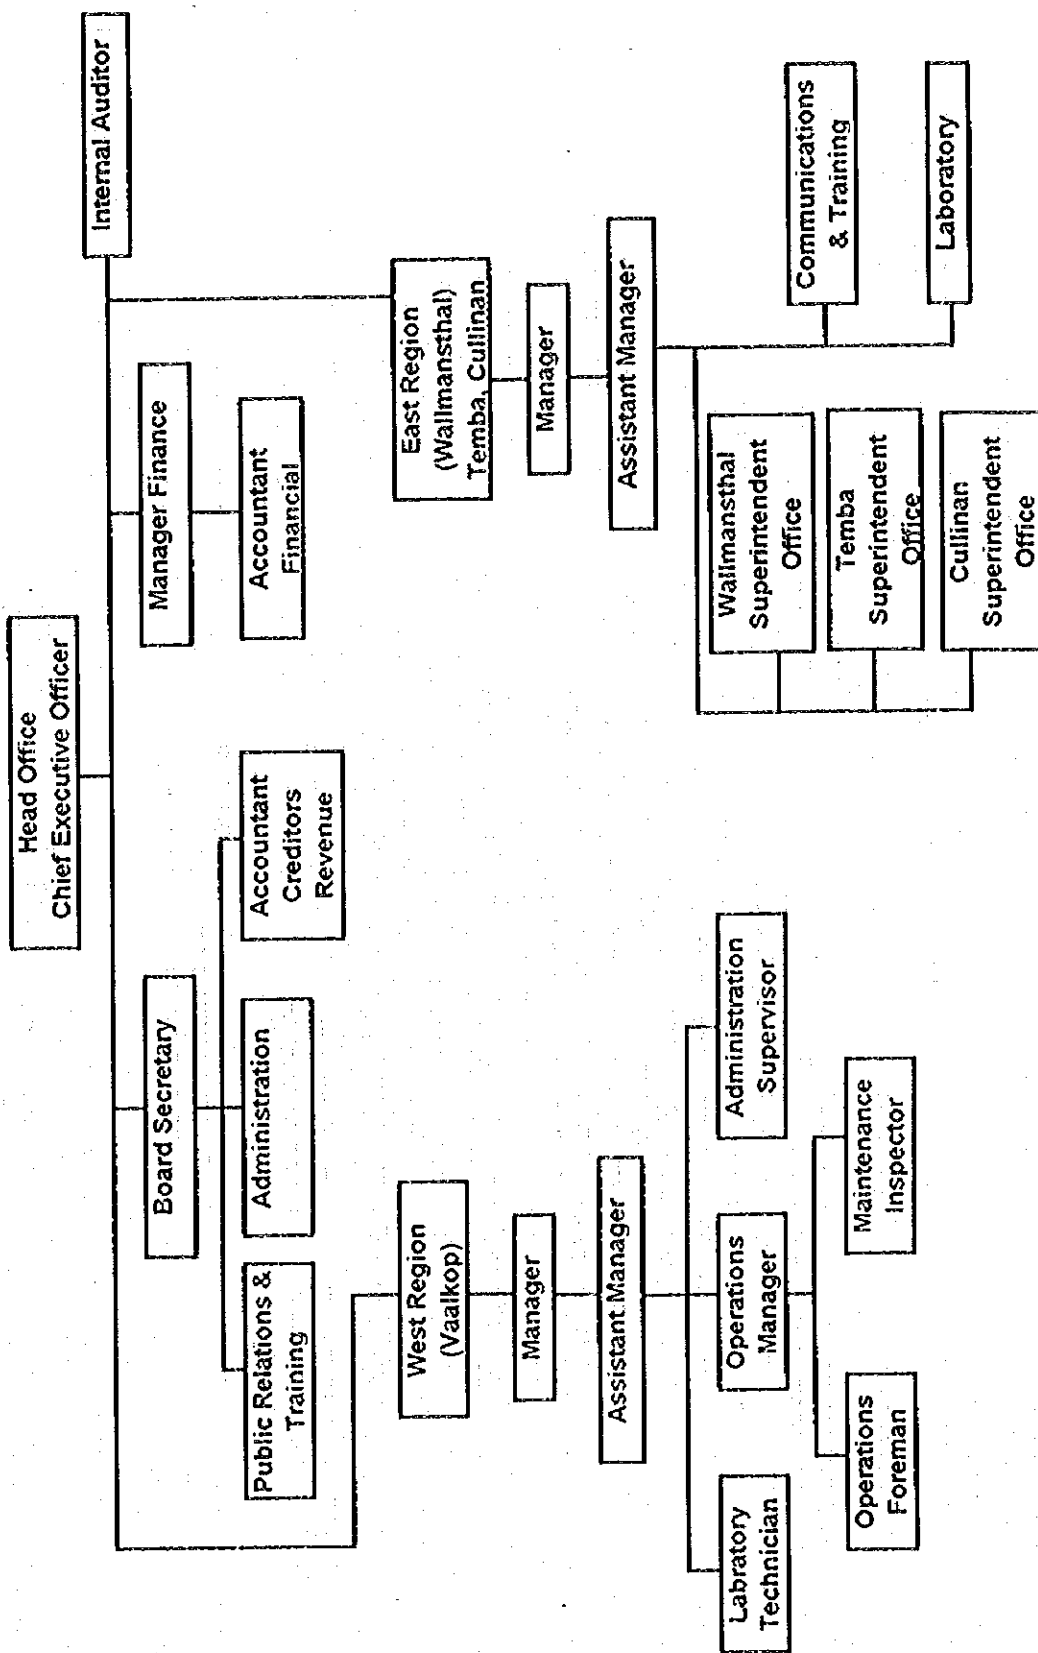 Head Office
Chief Executive Officer
Internal Auditor
Board Secretary
Manager Finance
Public Relations &
Training
Administration
Accountant
Creditors
Revenue
Accountant
Financial
West Region
(Vaalkop)
East Region
(Wallmansthal)
Temba, Cullinan
Manager
Manager
Assistant Manager
Assistant Manager
Labratory
Technician
Operations
Manager
Administration
Supervisor
Wallmansthal
Superintendent
Office
Communications
& Training
Operations
Foreman
Maintenance
Inspector
Temba
Superintendent
Office
Laboratory
Cullinan
Superintendent
Office